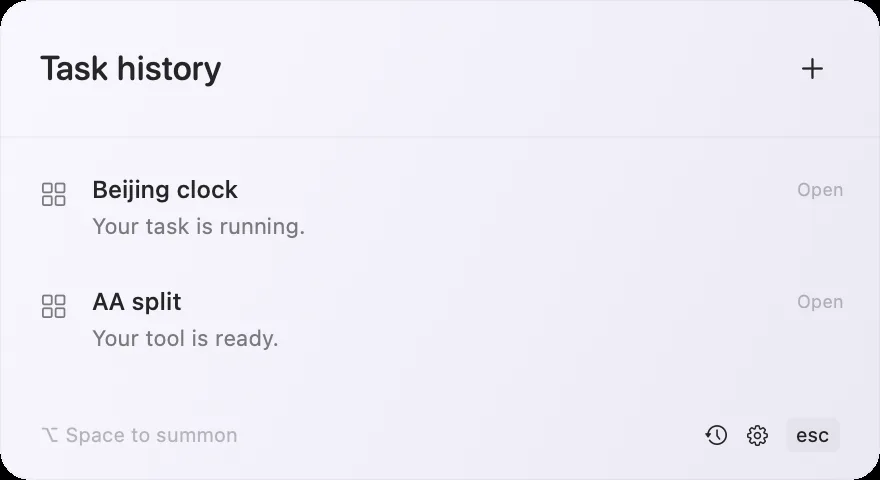 Task history
Beijing clock
Open
Your task is running.
AA split
Open
Your tool is ready.
⌥ Space to summon
esc